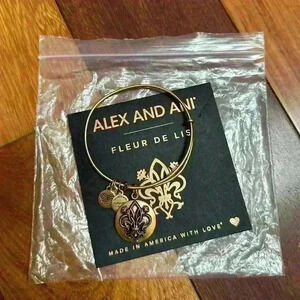 ALEX AND ANI
FLEUR DE LIS
MADE IN AMERICA WITH LOVE®